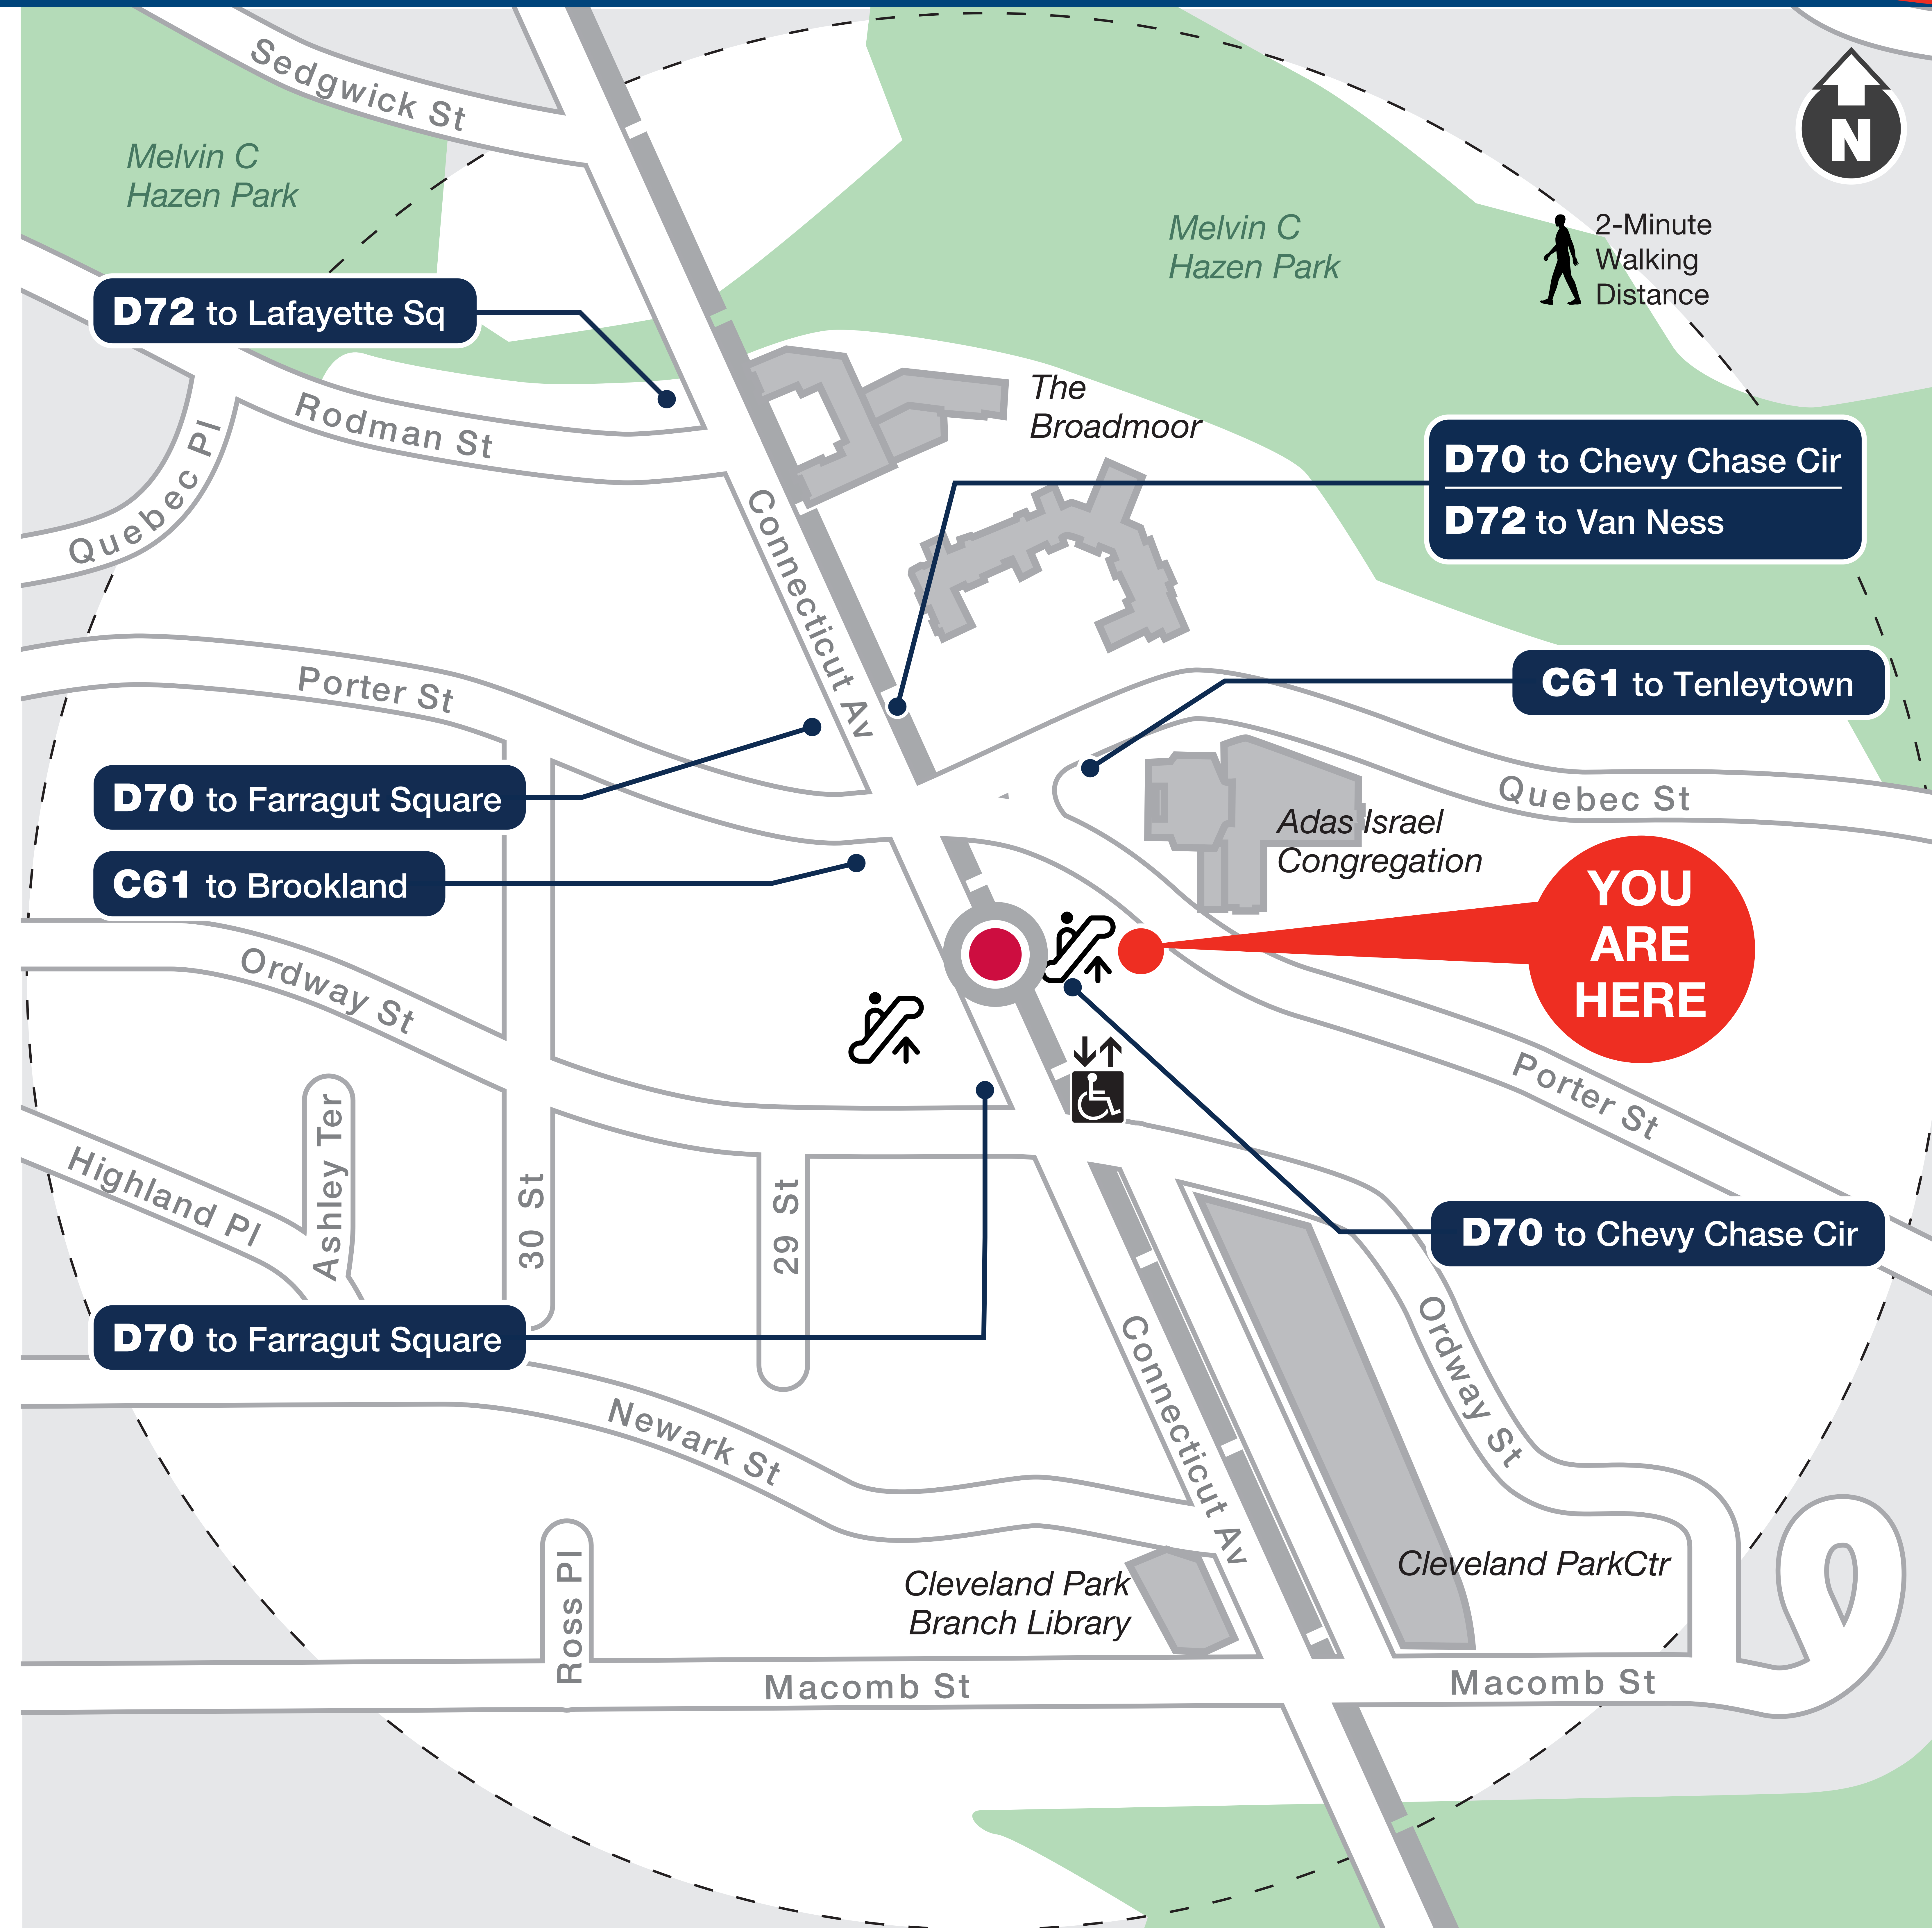 Sedgwick St
Melvin C
Hazen Park
N
2-Minute
Walking
Distance
Melvin C
Hazen Park
D72 to Lafayette Sq
The
Broadmoor
Rodman St
Quebec Pl
D70 to Chevy Chase Cir
D72 to Van Ness
Connecticut Av
Porter St
C61 to Tenleytown
D70 to Farragut Square
Quebec St
Adas Israel
Congregation
C61 to Brookland
YOU
ARE
HERE
Ordway St
Porter St
Highland Pl
Ashley Ter
30 St
29 St
D70 to Chevy Chase Cir
D70 to Farragut Square
Connecticut Av
Ordway St
Newark St
Cleveland Park
Branch Library
Cleveland ParkCtr
Ross Pl
Macomb St
Macomb St